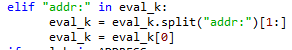 elif "addr:" in eval_k:
    eval_k = eval_k.split("addr:")[1:]
    eval_k = eval_k[0]